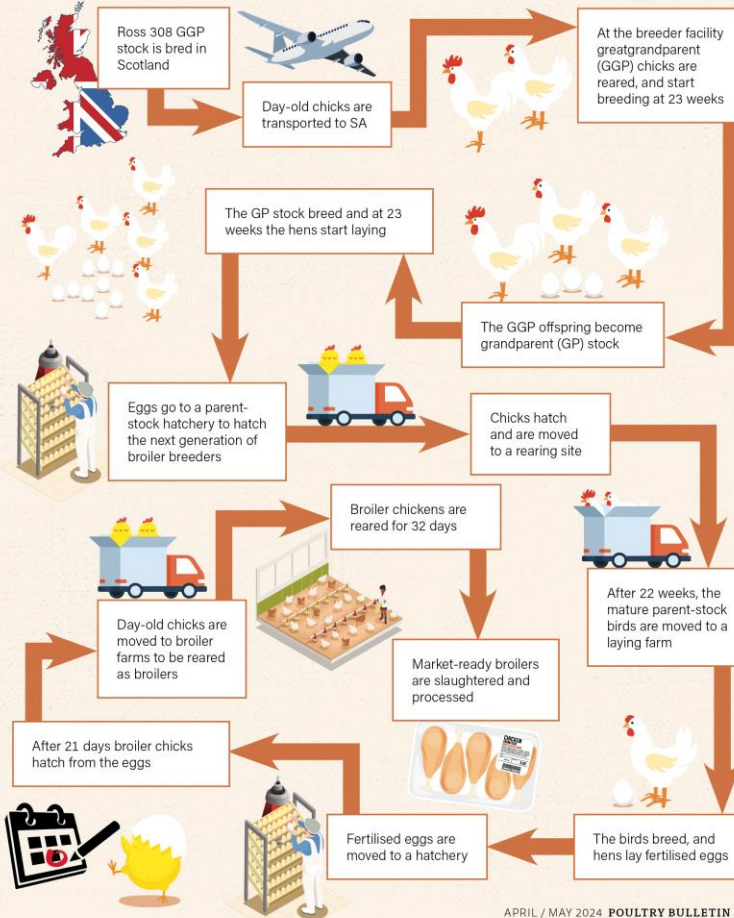 Ross 308 GGP
stock is bred in
Scotland
Day-old chicks are
transported to SA
At the breeder facility
greatgrandparent
(GGP) chicks are
reared, and start
breeding at 23 weeks
The GGP offspring become
grandparent (GP) stock
The GP stock breed and at 23
weeks the hens start laying
Eggs go to a parent-
stock hatchery to hatch
the next generation of
broiler breeders
Chicks hatch
and are moved
to a rearing site
After 22 weeks, the
mature parent-stock
birds are moved to a
laying farm
The birds breed, and
hens lay fertilised eggs
Fertilised eggs are
moved to a hatchery
After 21 days broiler chicks
hatch from the eggs
Day-old chicks are
moved to broiler
farms to be reared
as broilers
Broiler chickens are
reared for 32 days
Market-ready broilers
are slaughtered and
processed
CHICKEN
APRIL / MAY 2024 POULTRY BULLETIN